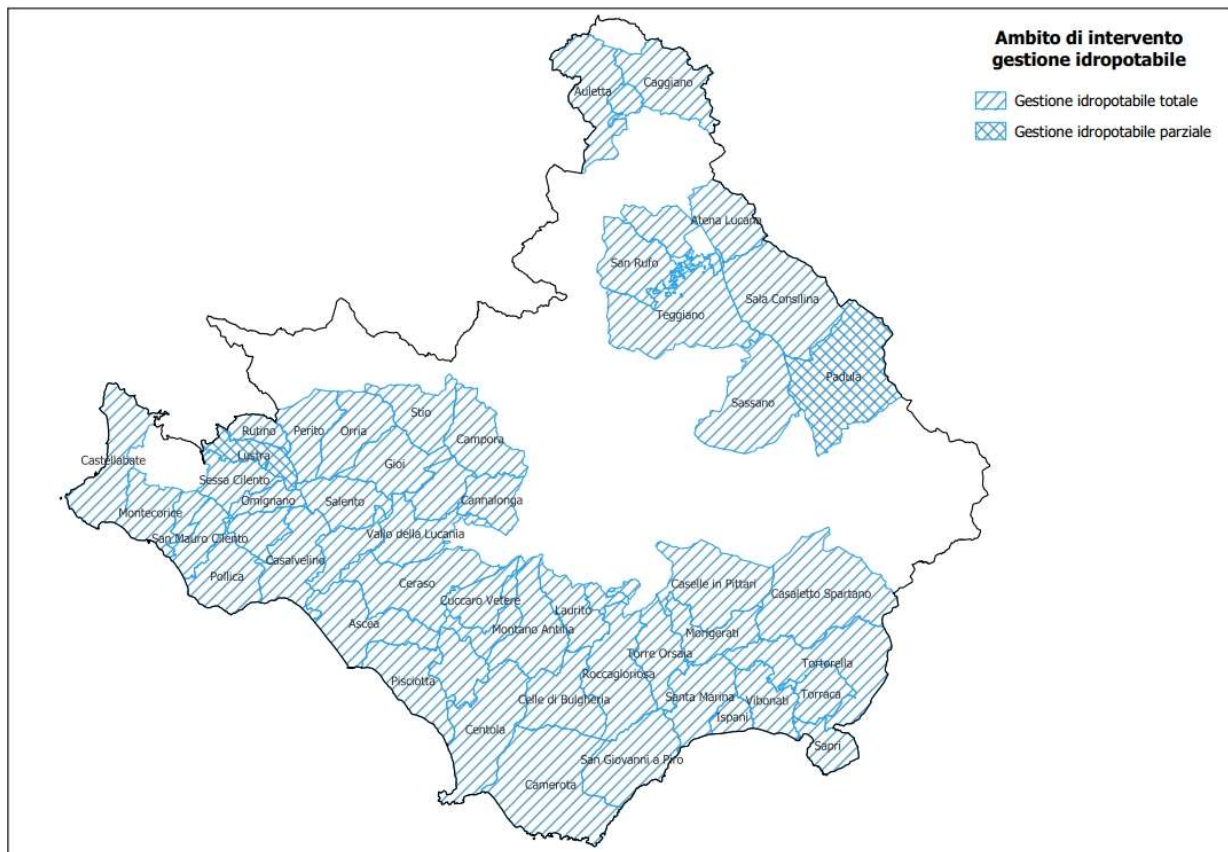 Ambito di intervento
gestione idropotabile
Gestione idropotabile totale
Gestione idropotabile parziale
Caggiano
Auletta
Atena Lucana
San Rufo
Sala Consilina
Teggiano
Padula
Sassano
Stio
Rutino
Perito
Orria
Campora
Lustra
Castellabate
Gioi
Sessa Cilento
Omignano
Salento
Cannalonga
Montecorice
San Mauro Cilento
Vallo della Lucania
Casalvelino
Pollica
Ceraso
Caselle in Pittari
Casaletto Spartano
Cuccaro Vetere
Laurito
Ascea
Montano Antilia
Morigerati
Torre Orsaia
Tortorella
Roccagloriosa
Pisciotta
Celle di Bulgheria
Santa Marina
Vibonati
Torraca
Ispani
Centola
Sapri
San Giovanni a Piro
Camerota